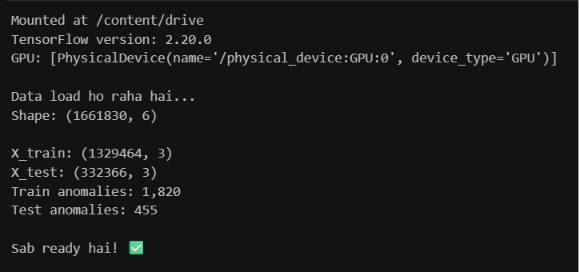 Mounted at /content/drive
TensorFlow version: 2.20.0
GPU: [PhysicalDevice(name='/physical_device:GPU:0', device_type='GPU')]
Data load ho raha hai...
Shape: (1661830, 6)
X_train: (1329464, 3)
X_test: (332366, 3)
Train anomalies: 1,820
Test anomalies: 455
Sab ready hai! ✅